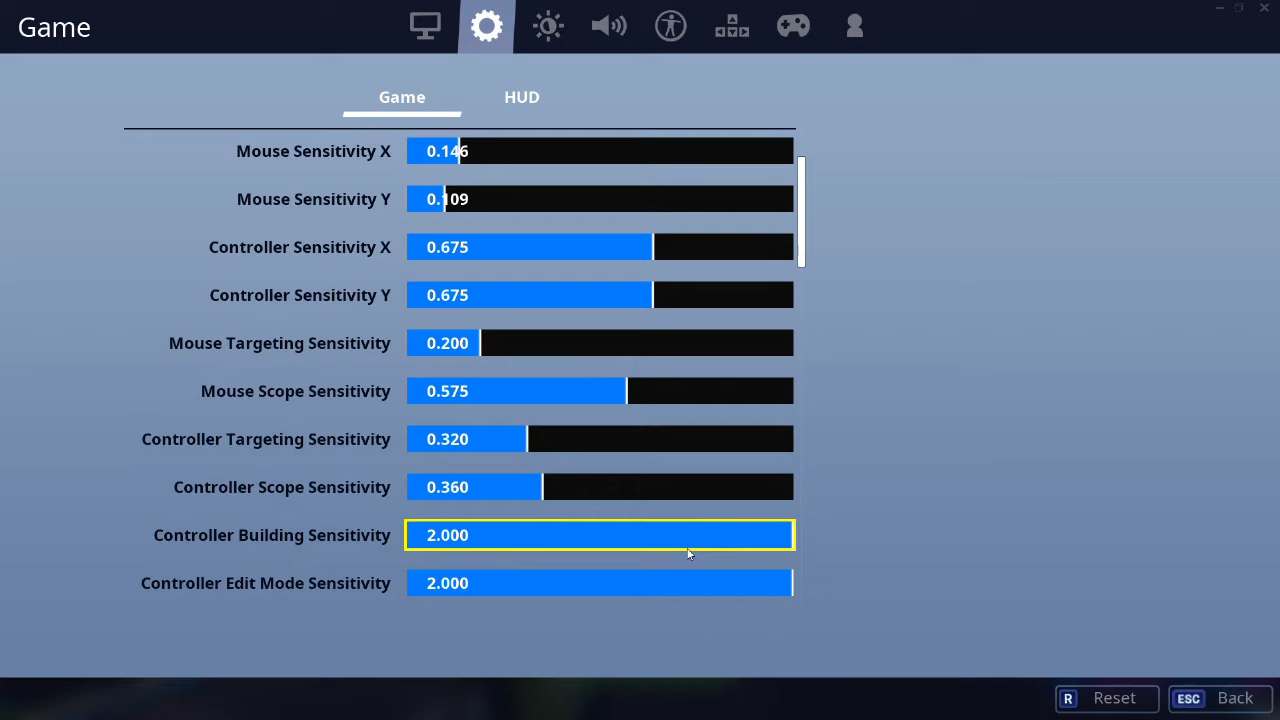 Game
Game HUD
Mouse Sensitivity X 0.146
Mouse Sensitivity Y 0.109
Controller Sensitivity X 0.675
Controller Sensitivity Y 0.675
Mouse Targeting Sensitivity 0.200
Mouse Scope Sensitivity 0.575
Controller Targeting Sensitivity 0.320
Controller Scope Sensitivity 0.360
Controller Building Sensitivity 2.000
Controller Edit Mode Sensitivity 2.000
R Reset ESC Back